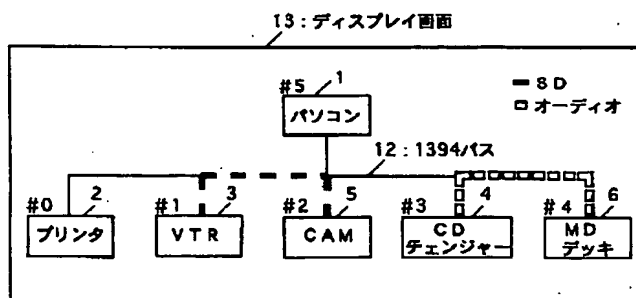 13:ディスプレイ画面
#5 1
パソコン
SD
オーディオ
12:1394バス
#0 2
プリンタ
#1 3
VTR
#2 5
CAM
#3 4
CD
チェンジャー
#4 6
MD
デッキ